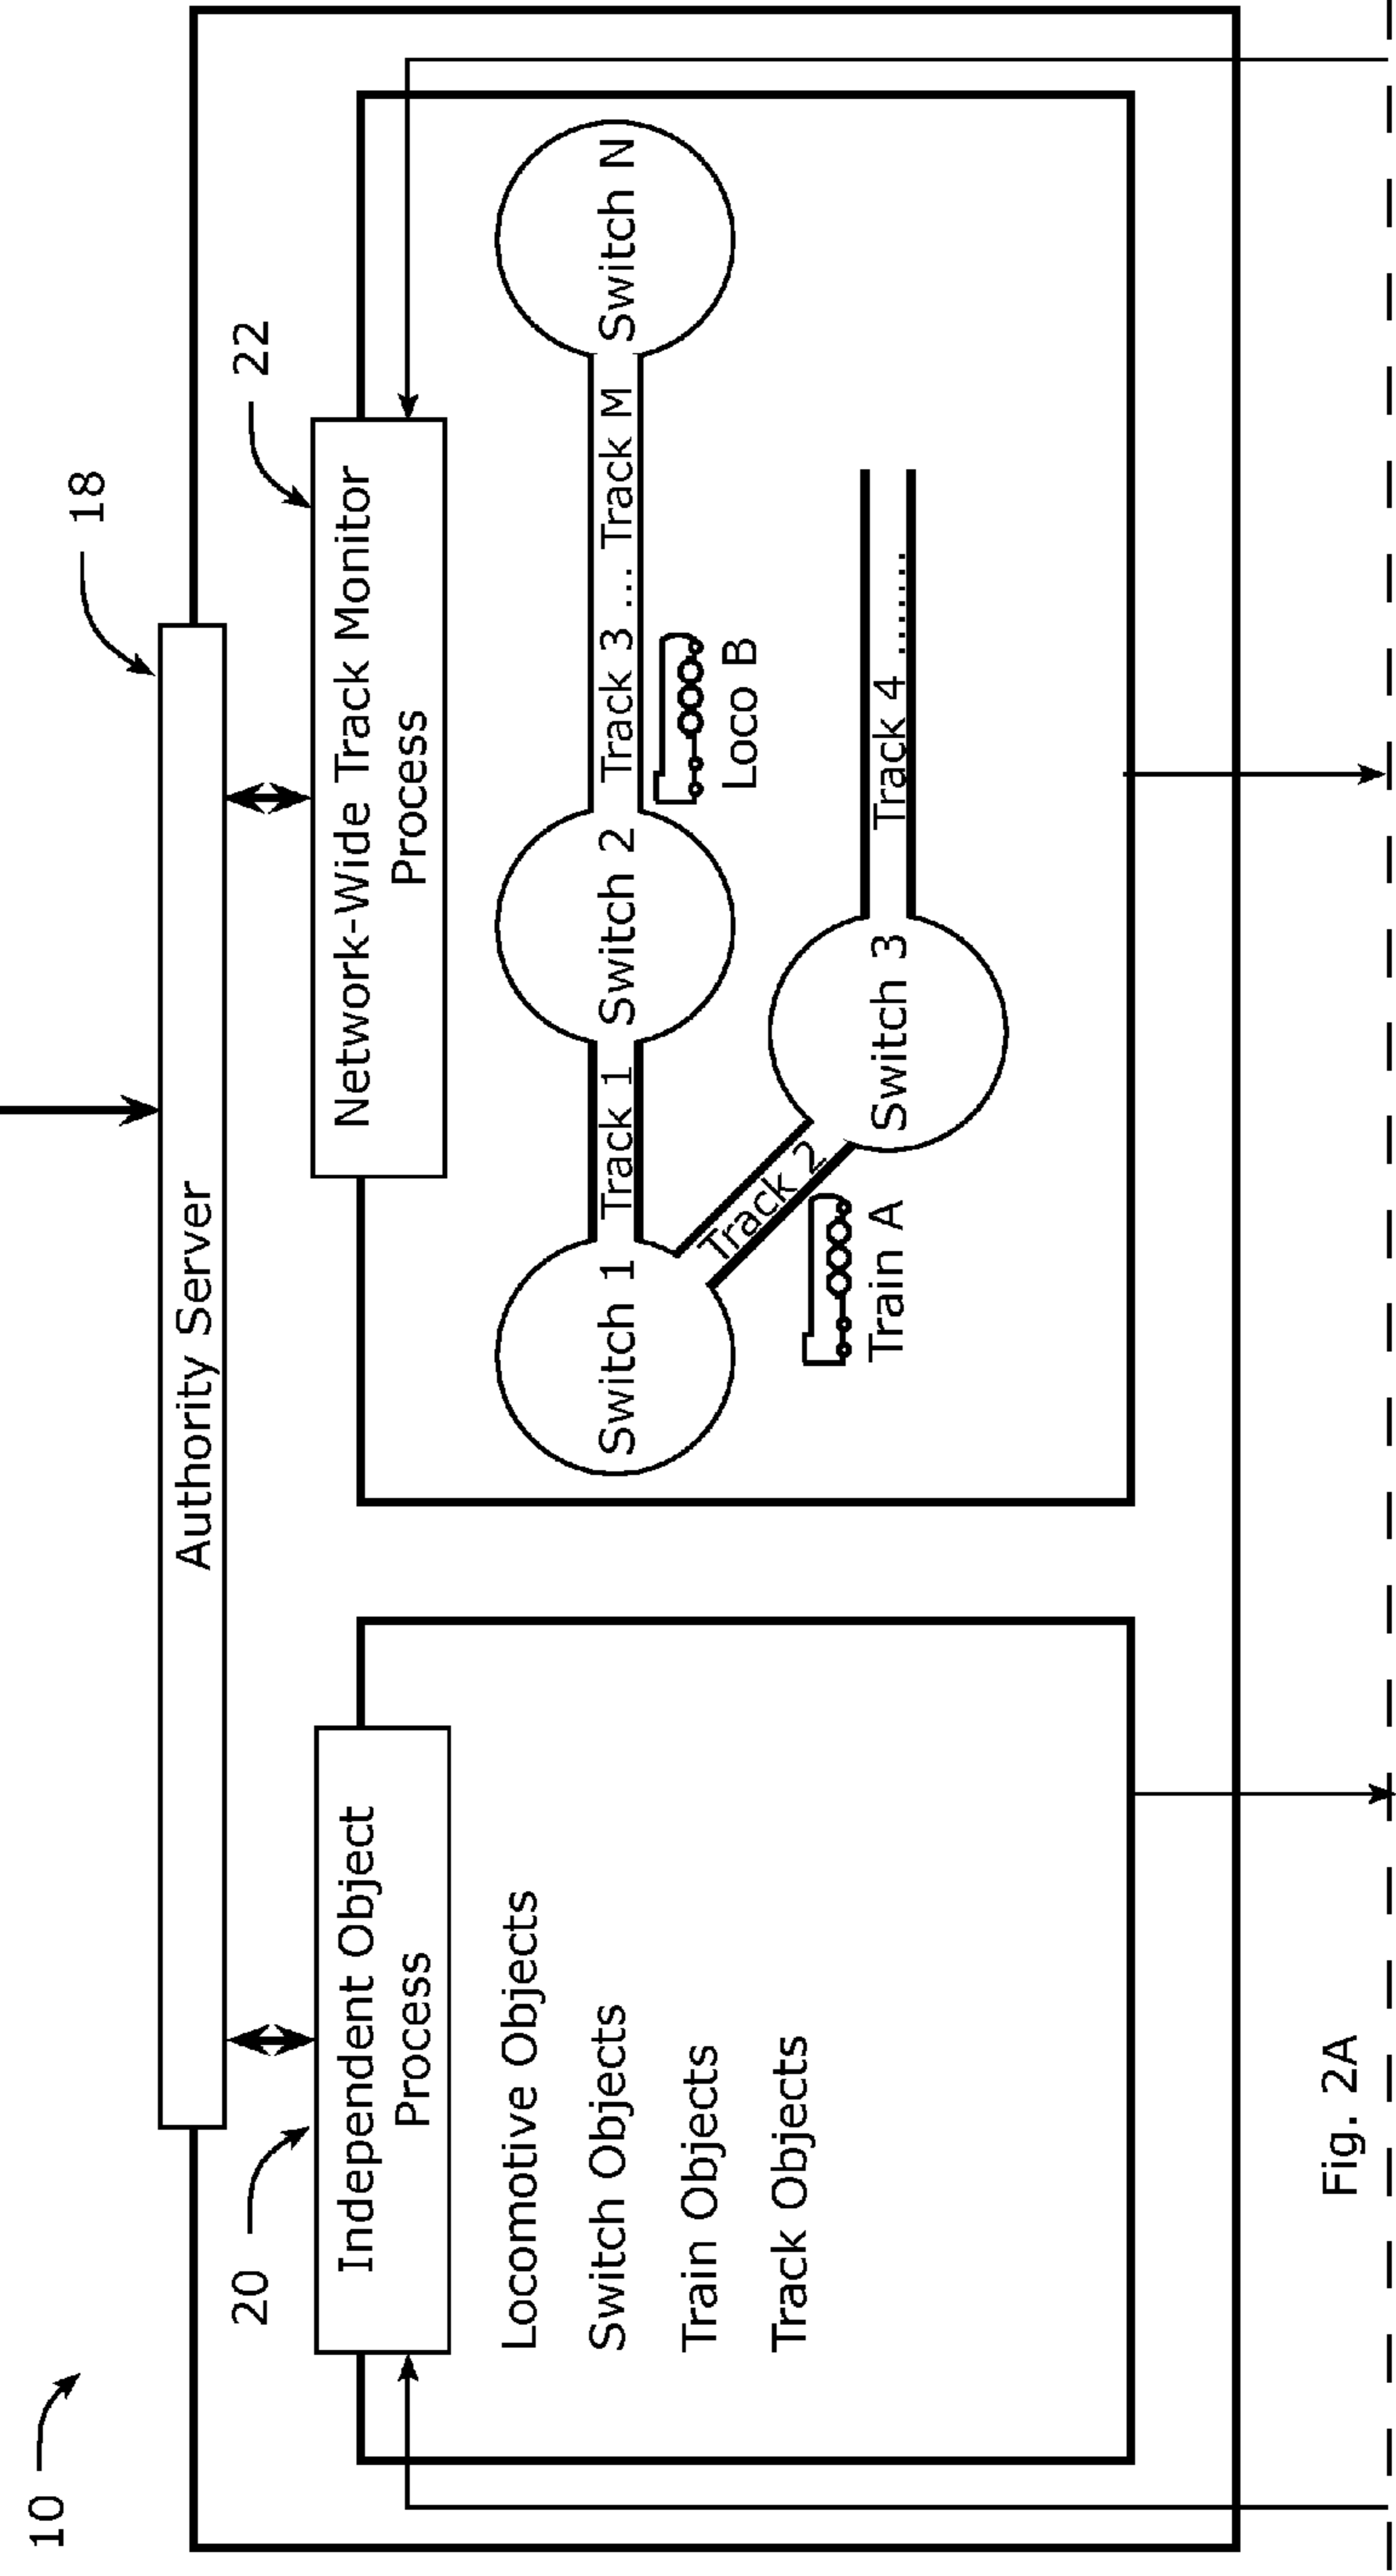 10
18
Authority Server
20
22
Independent Object
Process
Network-Wide Track Monitor
Process
Locomotive Objects
Switch Objects
Train Objects
Track Objects
Switch 1
Track 1
Switch 2
Track 3 ... Track M
Switch N
Loco B
Track 2
Train A
Switch 3
Track 4 ........
Fig. 2A